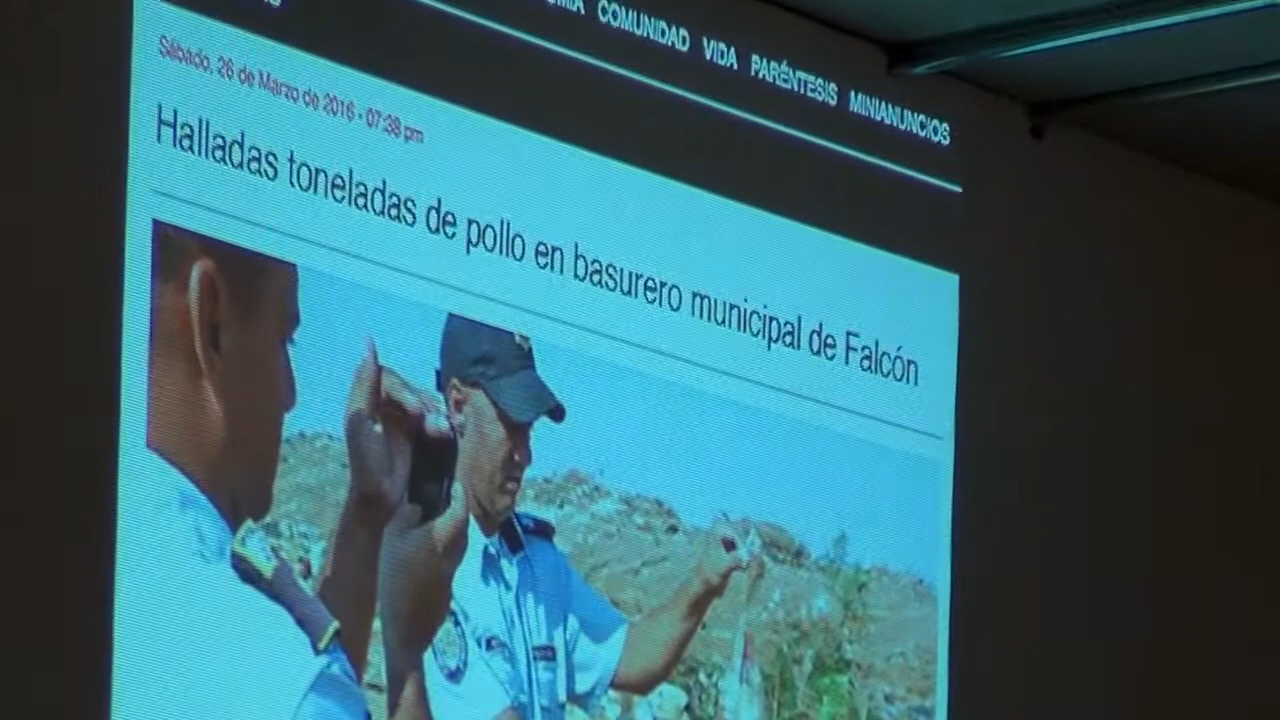 COMUNIDAD VIDA PARÉNTESIS MINIANUNCIOS
Sábado, 26 de Marzo de 2016 - 07:38 pm
Halladas toneladas de pollo en basurero municipal de Falcón